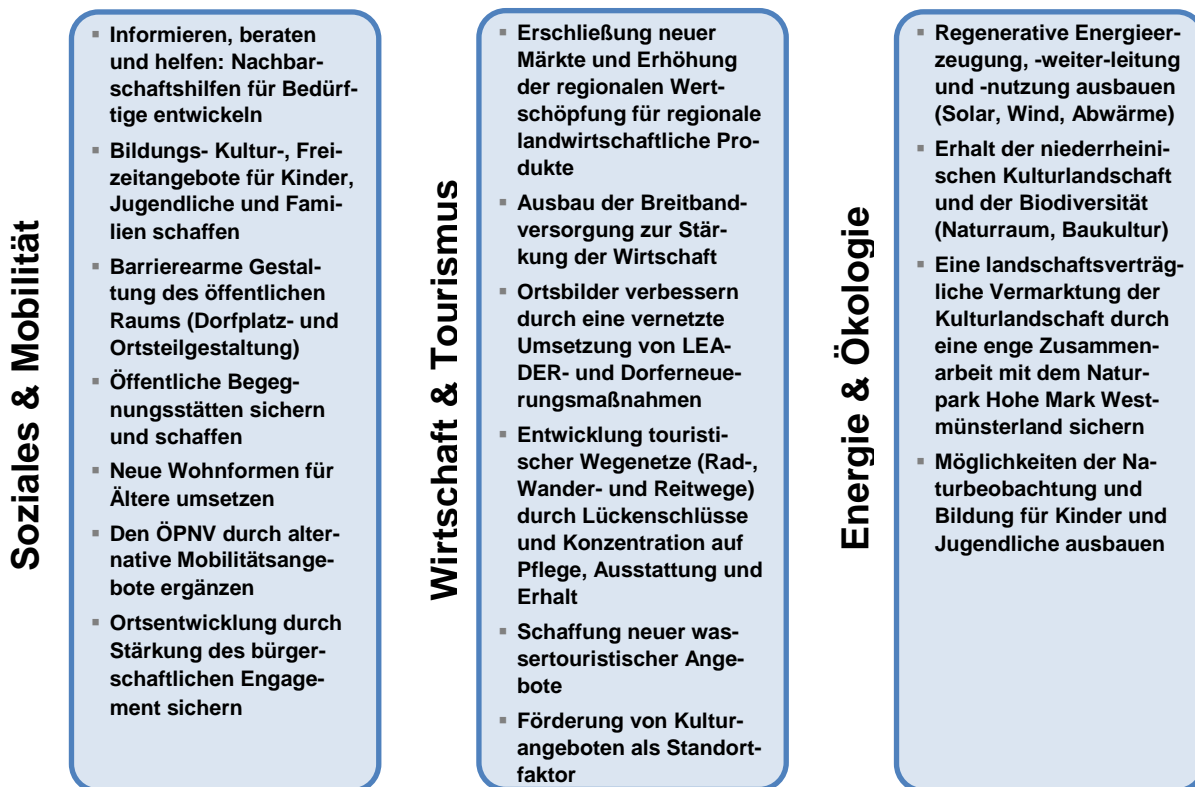 Soziales & Mobilität
▪ Informieren, beraten
und helfen: Nachbar-
schaftshilfen für Bedürf-
tige entwickeln
▪ Bildungs- Kultur-, Frei-
zeitangebote für Kinder,
Jugendliche und Fami-
lien schaffen
▪ Barrierearme Gestal-
tung des öffentlichen
Raums (Dorfplatz- und
Ortsteilgestaltung)
▪ Öffentliche Begeg-
nungsstätten sichern
und schaffen
▪ Neue Wohnformen für
Ältere umsetzen
▪ Den ÖPNV durch alter-
native Mobilitätsange-
bote ergänzen
▪ Ortsentwicklung durch
Stärkung des bürger-
schaftlichen Engage-
ment sichern
Wirtschaft & Tourismus
▪ Erschließung neuer
Märkte und Erhöhung
der regionalen Wert-
schöpfung für regionale
landwirtschaftliche Pro-
dukte
▪ Ausbau der Breitband-
versorgung zur Stär-
kung der Wirtschaft
▪ Ortsbilder verbessern
durch eine vernetzte
Umsetzung von LEA-
DER- und Dorferneue-
rungsmaßnahmen
▪ Entwicklung touristi-
scher Wegenetze (Rad-,
Wander- und Reitwege)
durch Lückenschlüsse
und Konzentration auf
Pflege, Ausstattung und
Erhalt
▪ Schaffung neuer was-
sertouristischer Ange-
bote
▪ Förderung von Kultur-
angeboten als Standort-
faktor
Energie & Ökologie
▪ Regenerative Energieer-
zeugung, -weiter-leitung
und -nutzung ausbauen
(Solar, Wind, Abwärme)
▪ Erhalt der niederrheini-
schen Kulturlandschaft
und der Biodiversität
(Naturraum, Baukultur)
▪ Eine landschaftsverträg-
liche Vermarktung der
Kulturlandschaft durch
eine enge Zusammen-
arbeit mit dem Natur-
park Hohe Mark West-
münsterland sichern
▪ Möglichkeiten der Na-
turbeobachtung und
Bildung für Kinder und
Jugendliche ausbauen